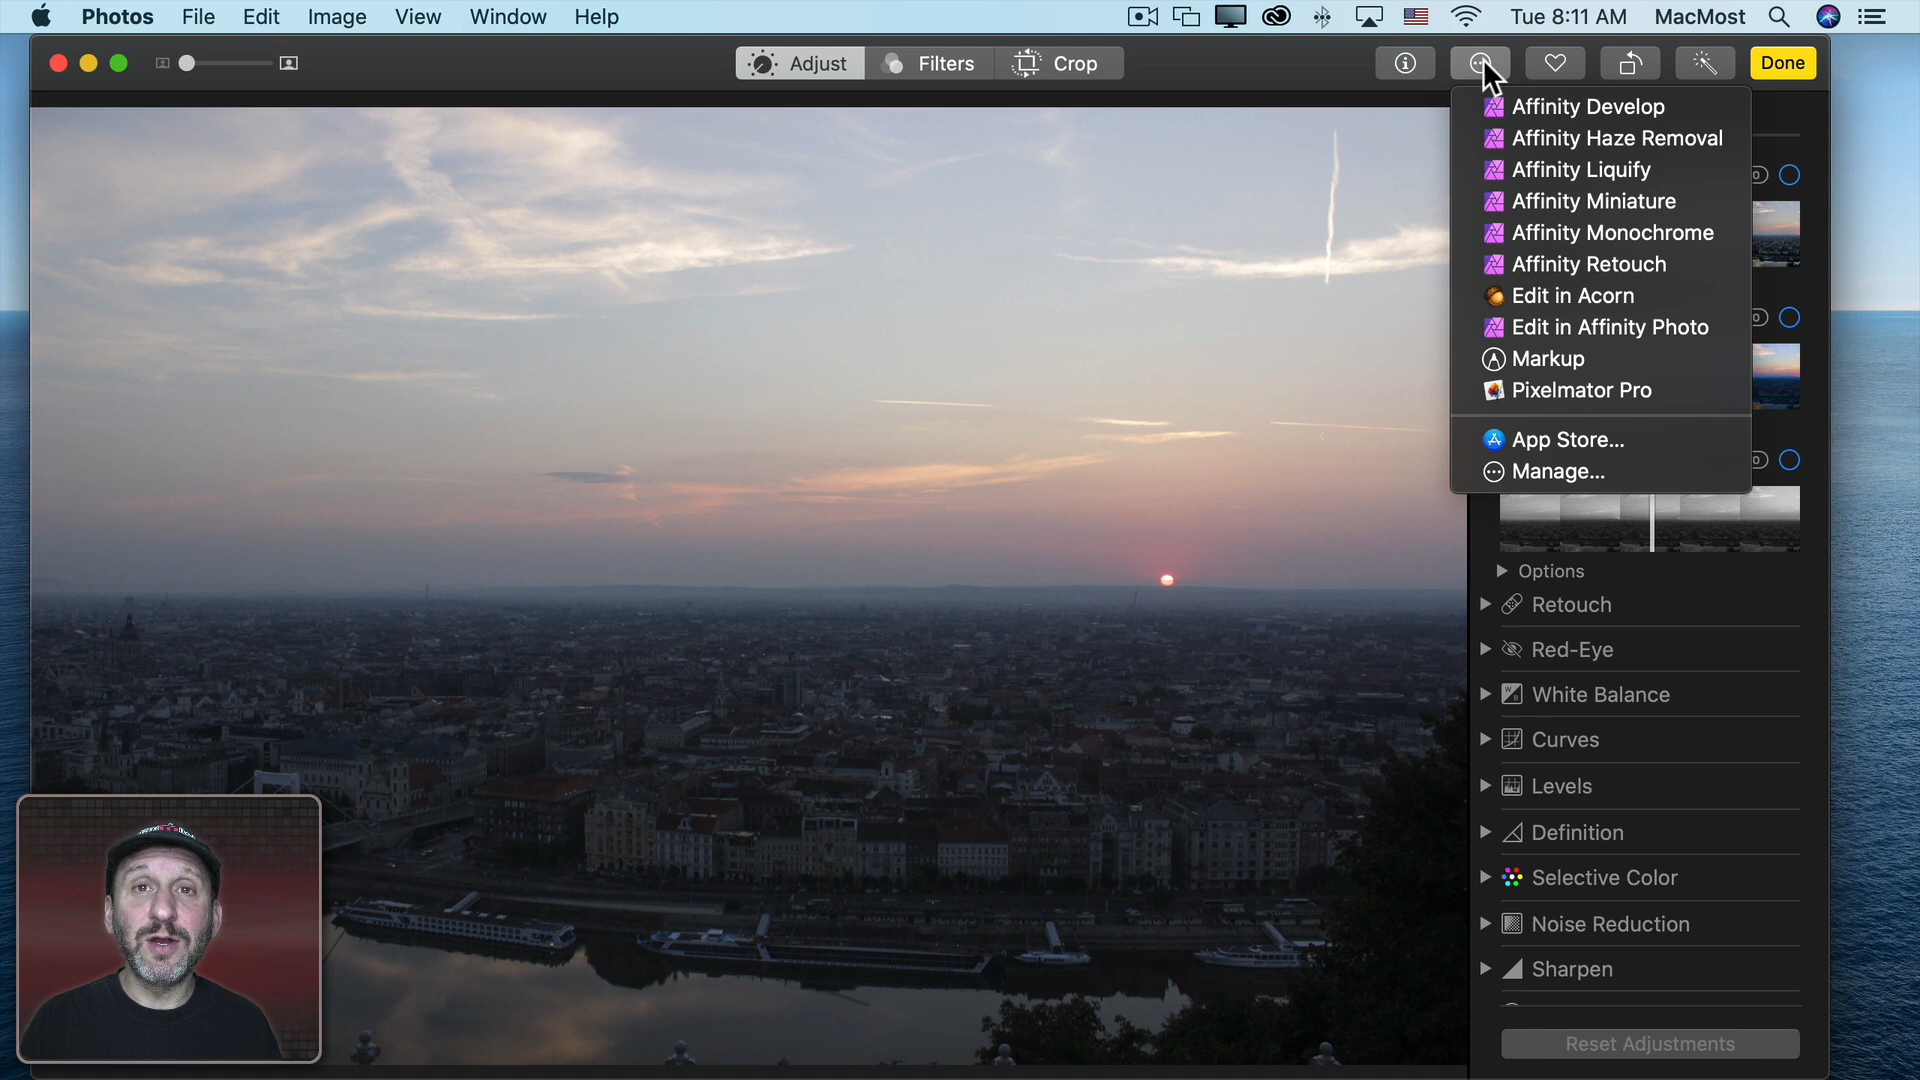 Photos File Edit Image View Window Help Tue 8:11 AM MacMost
Adjust Filters Crop Done
Affinity Develop
Affinity Haze Removal
Affinity Liquify
Affinity Miniature
Affinity Monochrome
Affinity Retouch
Edit in Acorn
Edit in Affinity Photo
Markup
Pixelmator Pro
App Store...
Manage...
Options
Retouch
Red-Eye
White Balance
Curves
Levels
Definition
Selective Color
Noise Reduction
Sharpen
Reset Adjustments